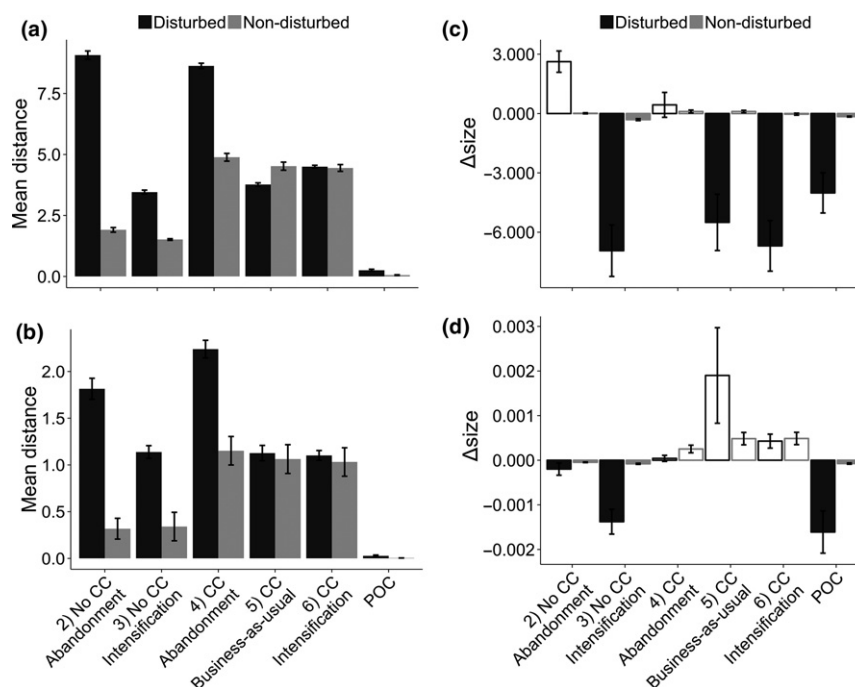 (a)
Disturbed Non-disturbed
Mean distance
7.5
5.0
2.5
0.0
(b)
Mean distance
2.0
1.5
1.0
0.5
0.0
2) No CC
Abandonment
3) No CC
Intensification
4) CC
Abandonment
5) CC
Business-as-usual
6) CC
Intensification
POC
(c)
Disturbed Non-disturbed
Δsize
3.000
0.000
−3.000
−6.000
(d)
Δsize
0.003
0.002
0.001
0.000
−0.001
−0.002
2) No CC
Abandonment
3) No CC
Intensification
4) CC
Abandonment
5) CC
Business-as-usual
6) CC
Intensification
POC